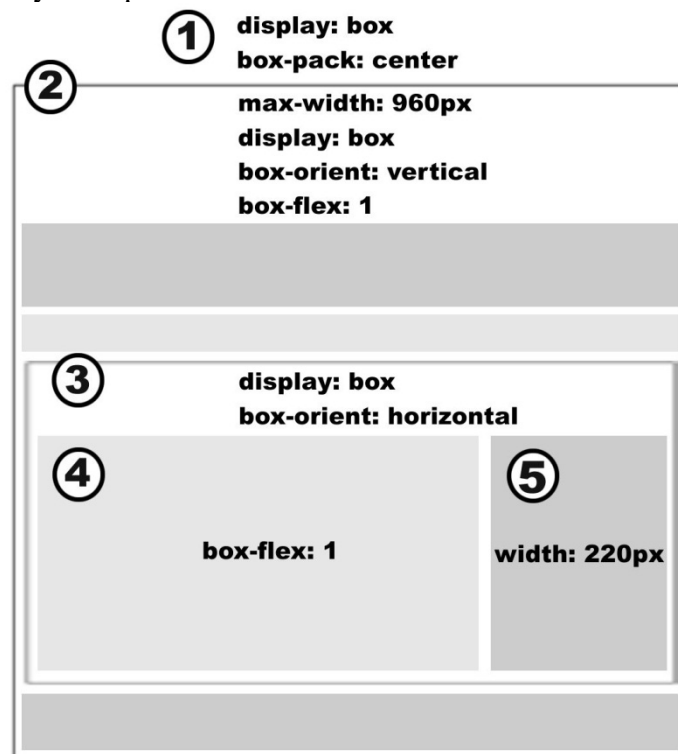 1
display: box
box-pack: center
2
max-width: 960px
display: box
box-orient: vertical
box-flex: 1
3
display: box
box-orient: horizontal
4
5
box-flex: 1
width: 220px